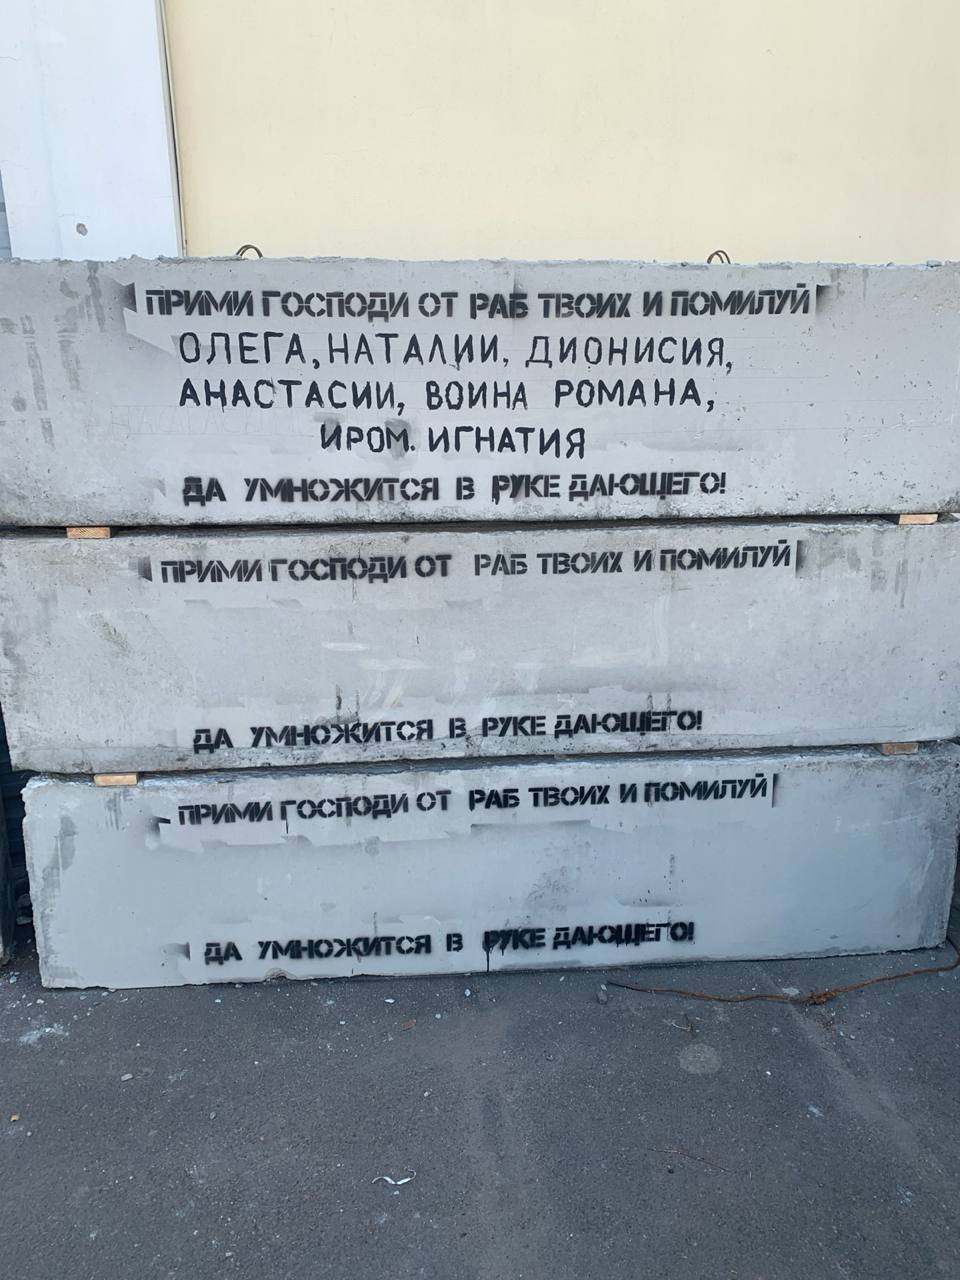 ПРИМИ ГОСПОДИ ОТ РАБ ТВОИХ И ПОМИЛУЙ
ОЛЕГА, НАТАЛИИ, ДИОНИСИЯ,
АНАСТАСИИ, ВОИНА РОМАНА,
ИРОМ. ИГНАТИЯ
ДА УМНОЖИТСЯ В РУКЕ ДАЮЩЕГО!
ПРИМИ ГОСПОДИ ОТ РАБ ТВОИХ И ПОМИЛУЙ
ДА УМНОЖИТСЯ В РУКЕ ДАЮЩЕГО!
ПРИМИ ГОСПОДИ ОТ РАБ ТВОИХ И ПОМИЛУЙ
ДА УМНОЖИТСЯ В РУКЕ ДАЮЩЕГО!